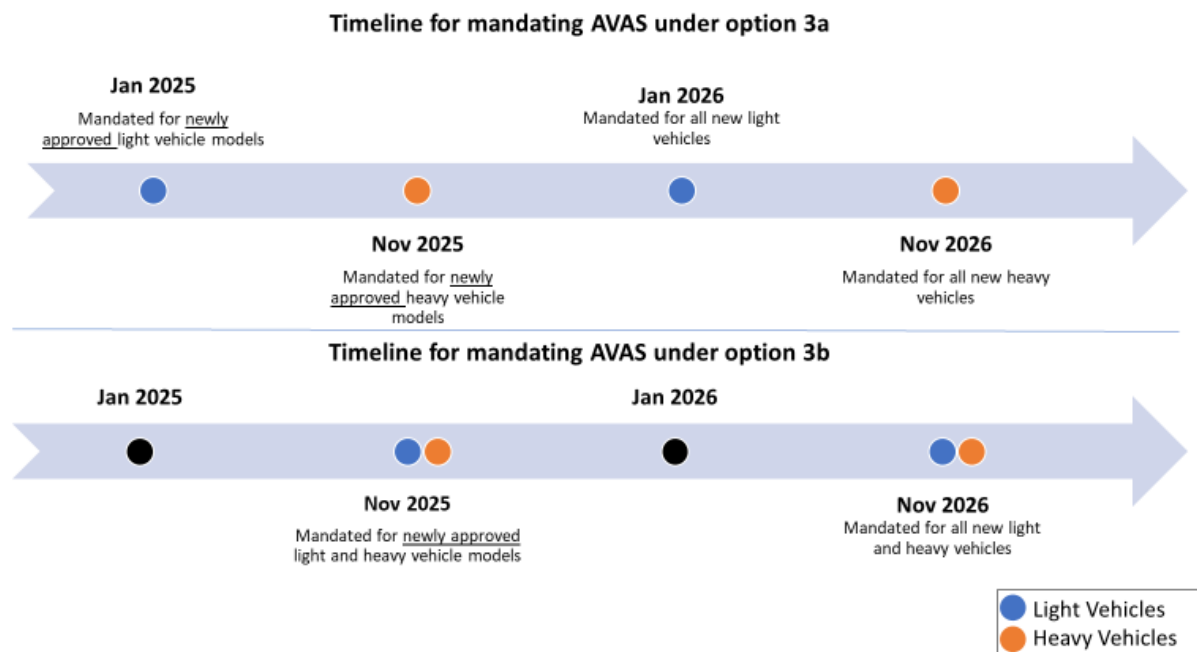 Timeline for mandating AVAS under option 3a
Jan 2025
Mandated for newly
approved light vehicle models
Jan 2026
Mandated for all new light
vehicles
Nov 2025
Mandated for newly
approved heavy vehicle
models
Nov 2026
Mandated for all new heavy
vehicles
Timeline for mandating AVAS under option 3b
Jan 2025
Jan 2026
Nov 2025
Mandated for newly approved
light and heavy vehicle models
Nov 2026
Mandated for all new light
and heavy vehicles
Light Vehicles
Heavy Vehicles